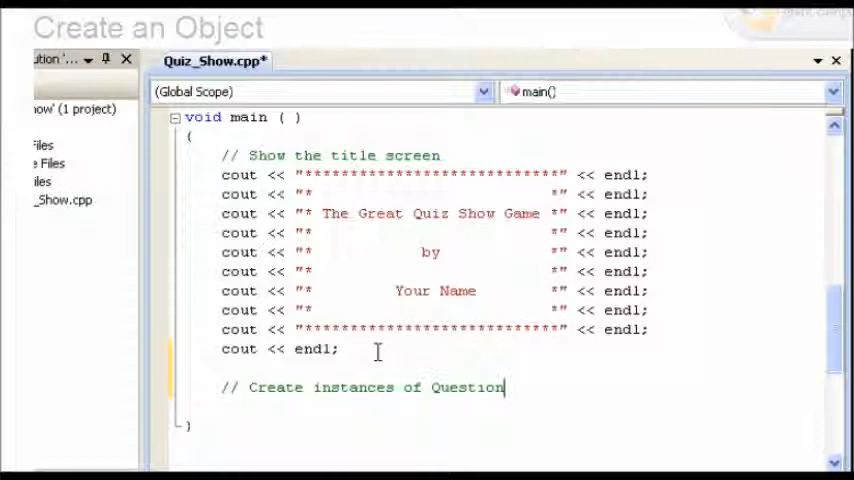 Create an Object
ution '...
Quiz_Show.cpp*
(Global Scope)
main()
how' (1 project)
Files
e Files
iles
_Show.cpp
void main ( )
{
// Show the title screen
cout << "***************************" << endl;
cout << "*                         *" << endl;
cout << "* The Great Quiz Show Game *" << endl;
cout << "*                         *" << endl;
cout << "*            by            *" << endl;
cout << "*                         *" << endl;
cout << "*         Your Name        *" << endl;
cout << "*                         *" << endl;
cout << "***************************" << endl;
cout << endl;
// Create instances of Question
}